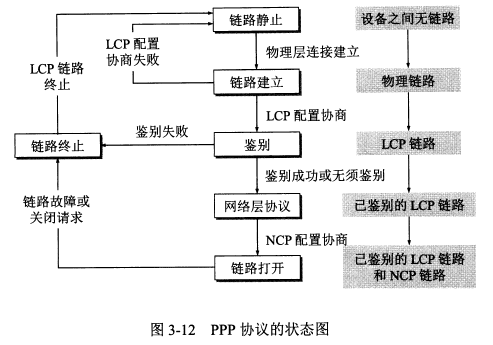 链路静止
设备之间无链路
LCP 配置
协商失败
物理层连接建立
LCP 链路
终止
链路建立
物理链路
LCP 配置协商
鉴别失败
链路终止
鉴别
LCP 链路
鉴别成功或无须鉴别
链路故障或
关闭请求
网络层协议
已鉴别的 LCP 链路
NCP 配置协商
链路打开
已鉴别的 LCP 链路
和 NCP 链路
图 3-12 PPP 协议的状态图